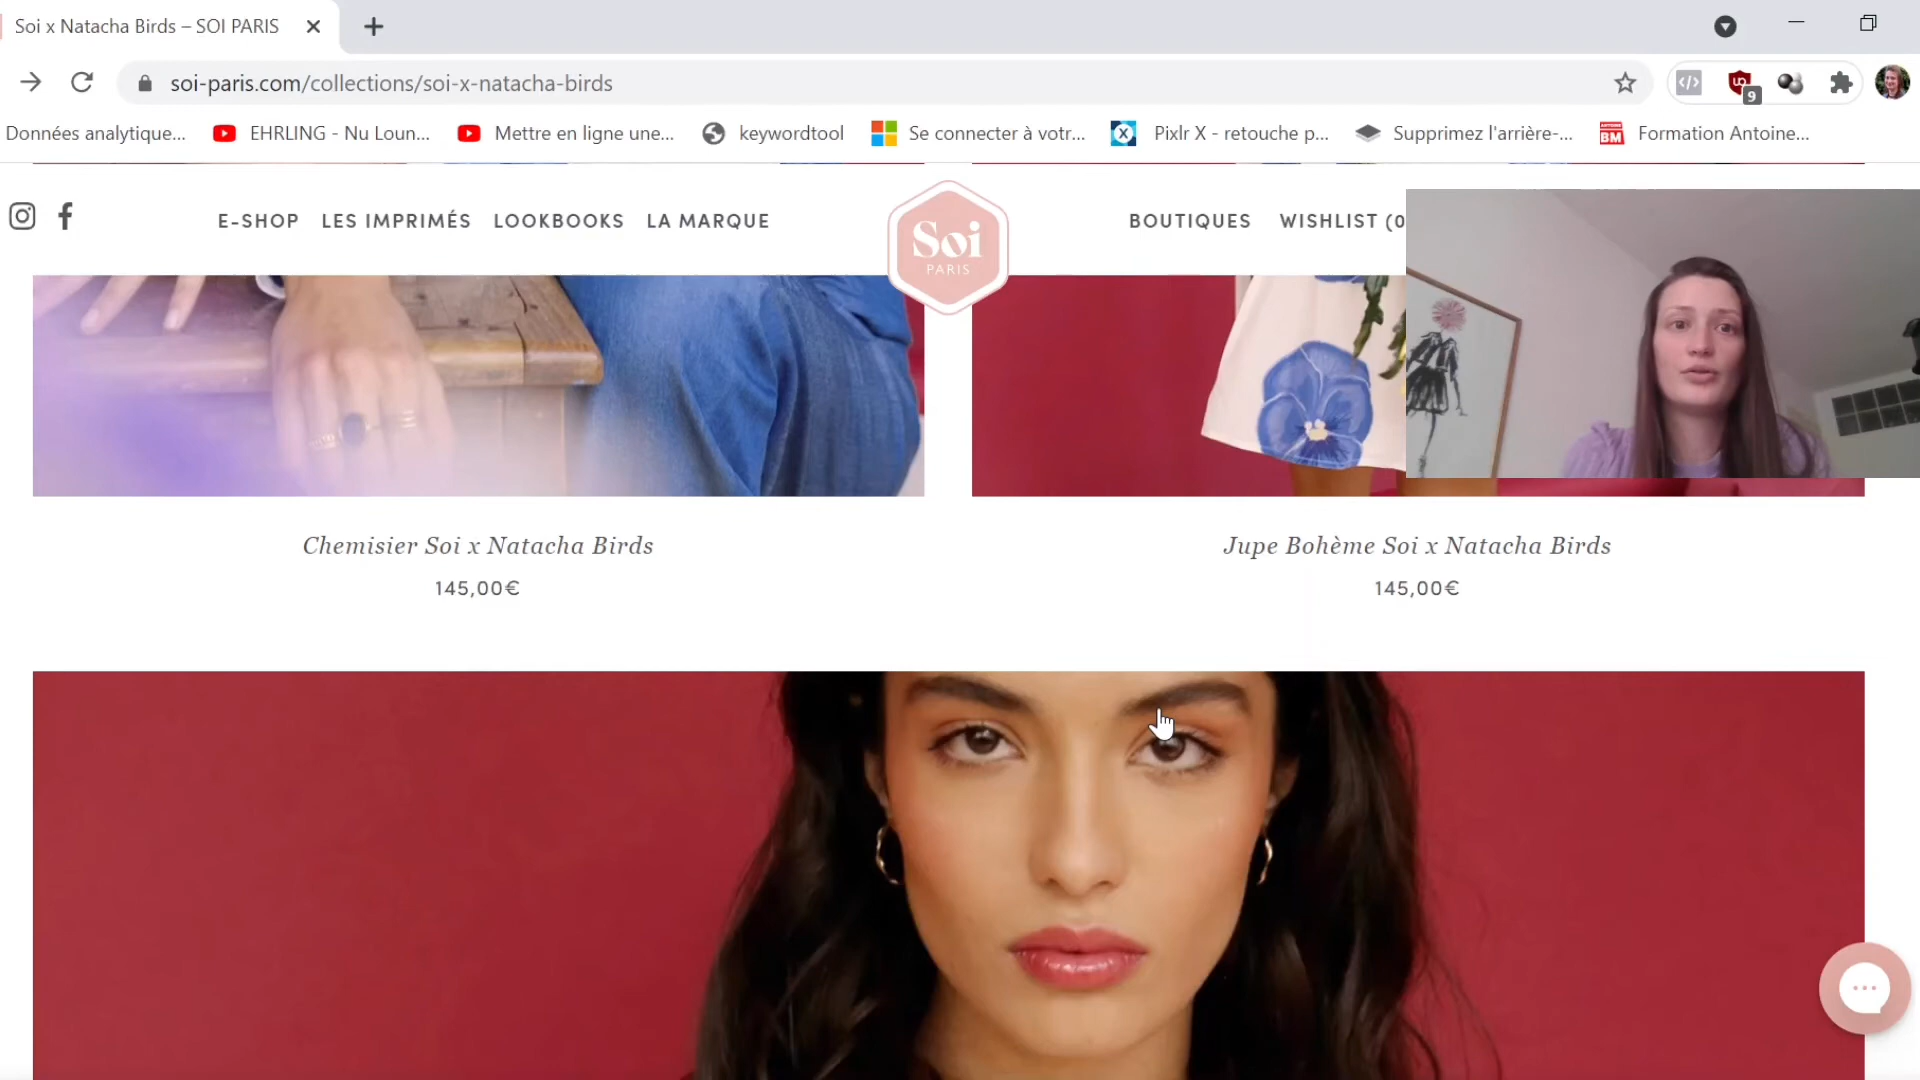 Soi x Natacha Birds – SOI PARIS
soi-paris.com/collections/soi-x-natacha-birds
9
Données analytique...
EHRLING - Nu Loun...
Mettre en ligne une...
keywordtool
Se connecter à votr...
Pixlr X - retouche p...
Supprimez l'arrière-...
BM
Formation Antoine...
E-SHOP
LES IMPRIMÉS
LOOKBOOKS
LA MARQUE
Soi
PARIS
BOUTIQUES
WISHLIST (0
Chemisier Soi x Natacha Birds
145,00€
Jupe Bohème Soi x Natacha Birds
145,00€